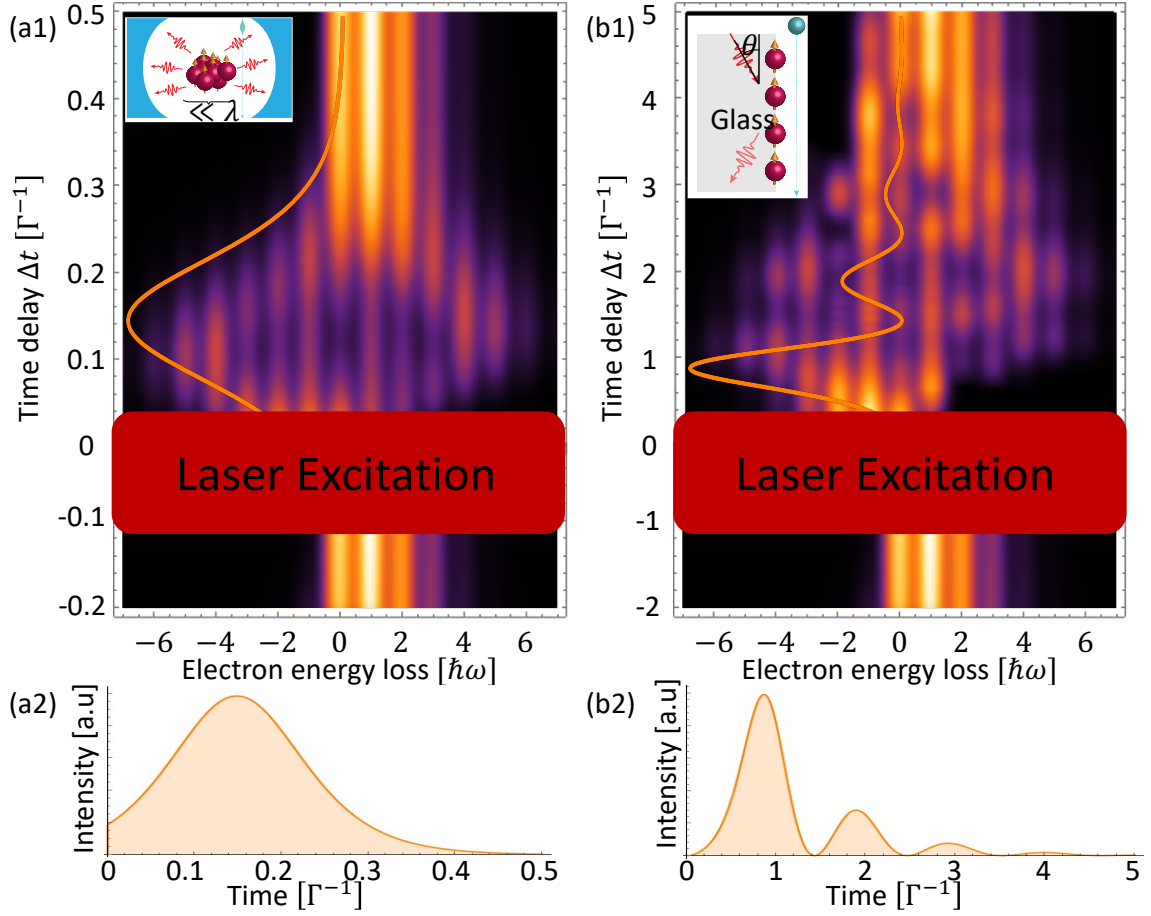 (a1)
≪ λ
Time delay Δt [Γ⁻¹]
0.5
0.4
0.3
0.2
0.1
0
-0.1
-0.2
Laser Excitation
−6 −4 −2 0 2 4 6
Electron energy loss [ħω]
(b1)
θ
Glass
Time delay Δt [Γ⁻¹]
5
4
3
2
1
0
-1
-2
Laser Excitation
−6 −4 −2 0 2 4 6
Electron energy loss [ħω]
(a2)
Intensity [a.u]
0 0.1 0.2 0.3 0.4 0.5
Time [Γ⁻¹]
(b2)
Intensity [a.u]
0 1 2 3 4 5
Time [Γ⁻¹]